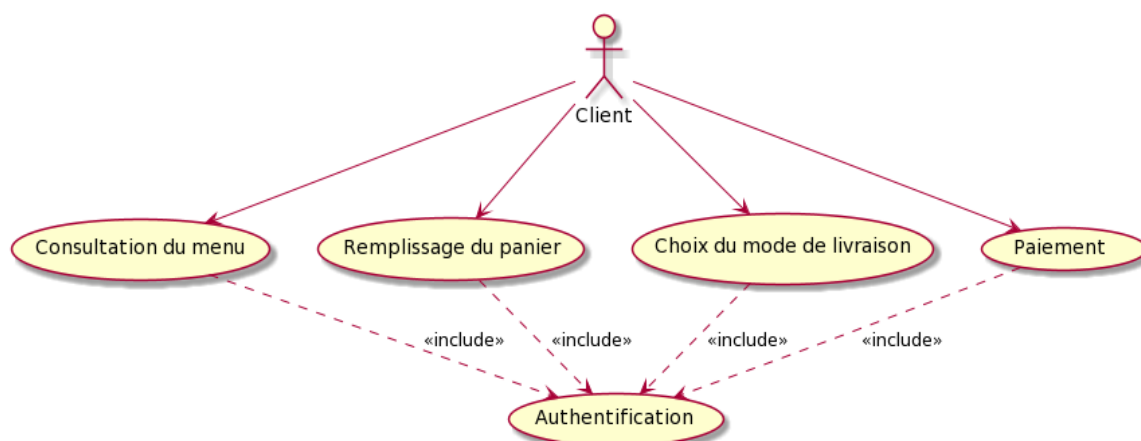 Client
Consultation du menu
Remplissage du panier
Choix du mode de livraison
Paiement
«include»
«include»
«include»
«include»
Authentification